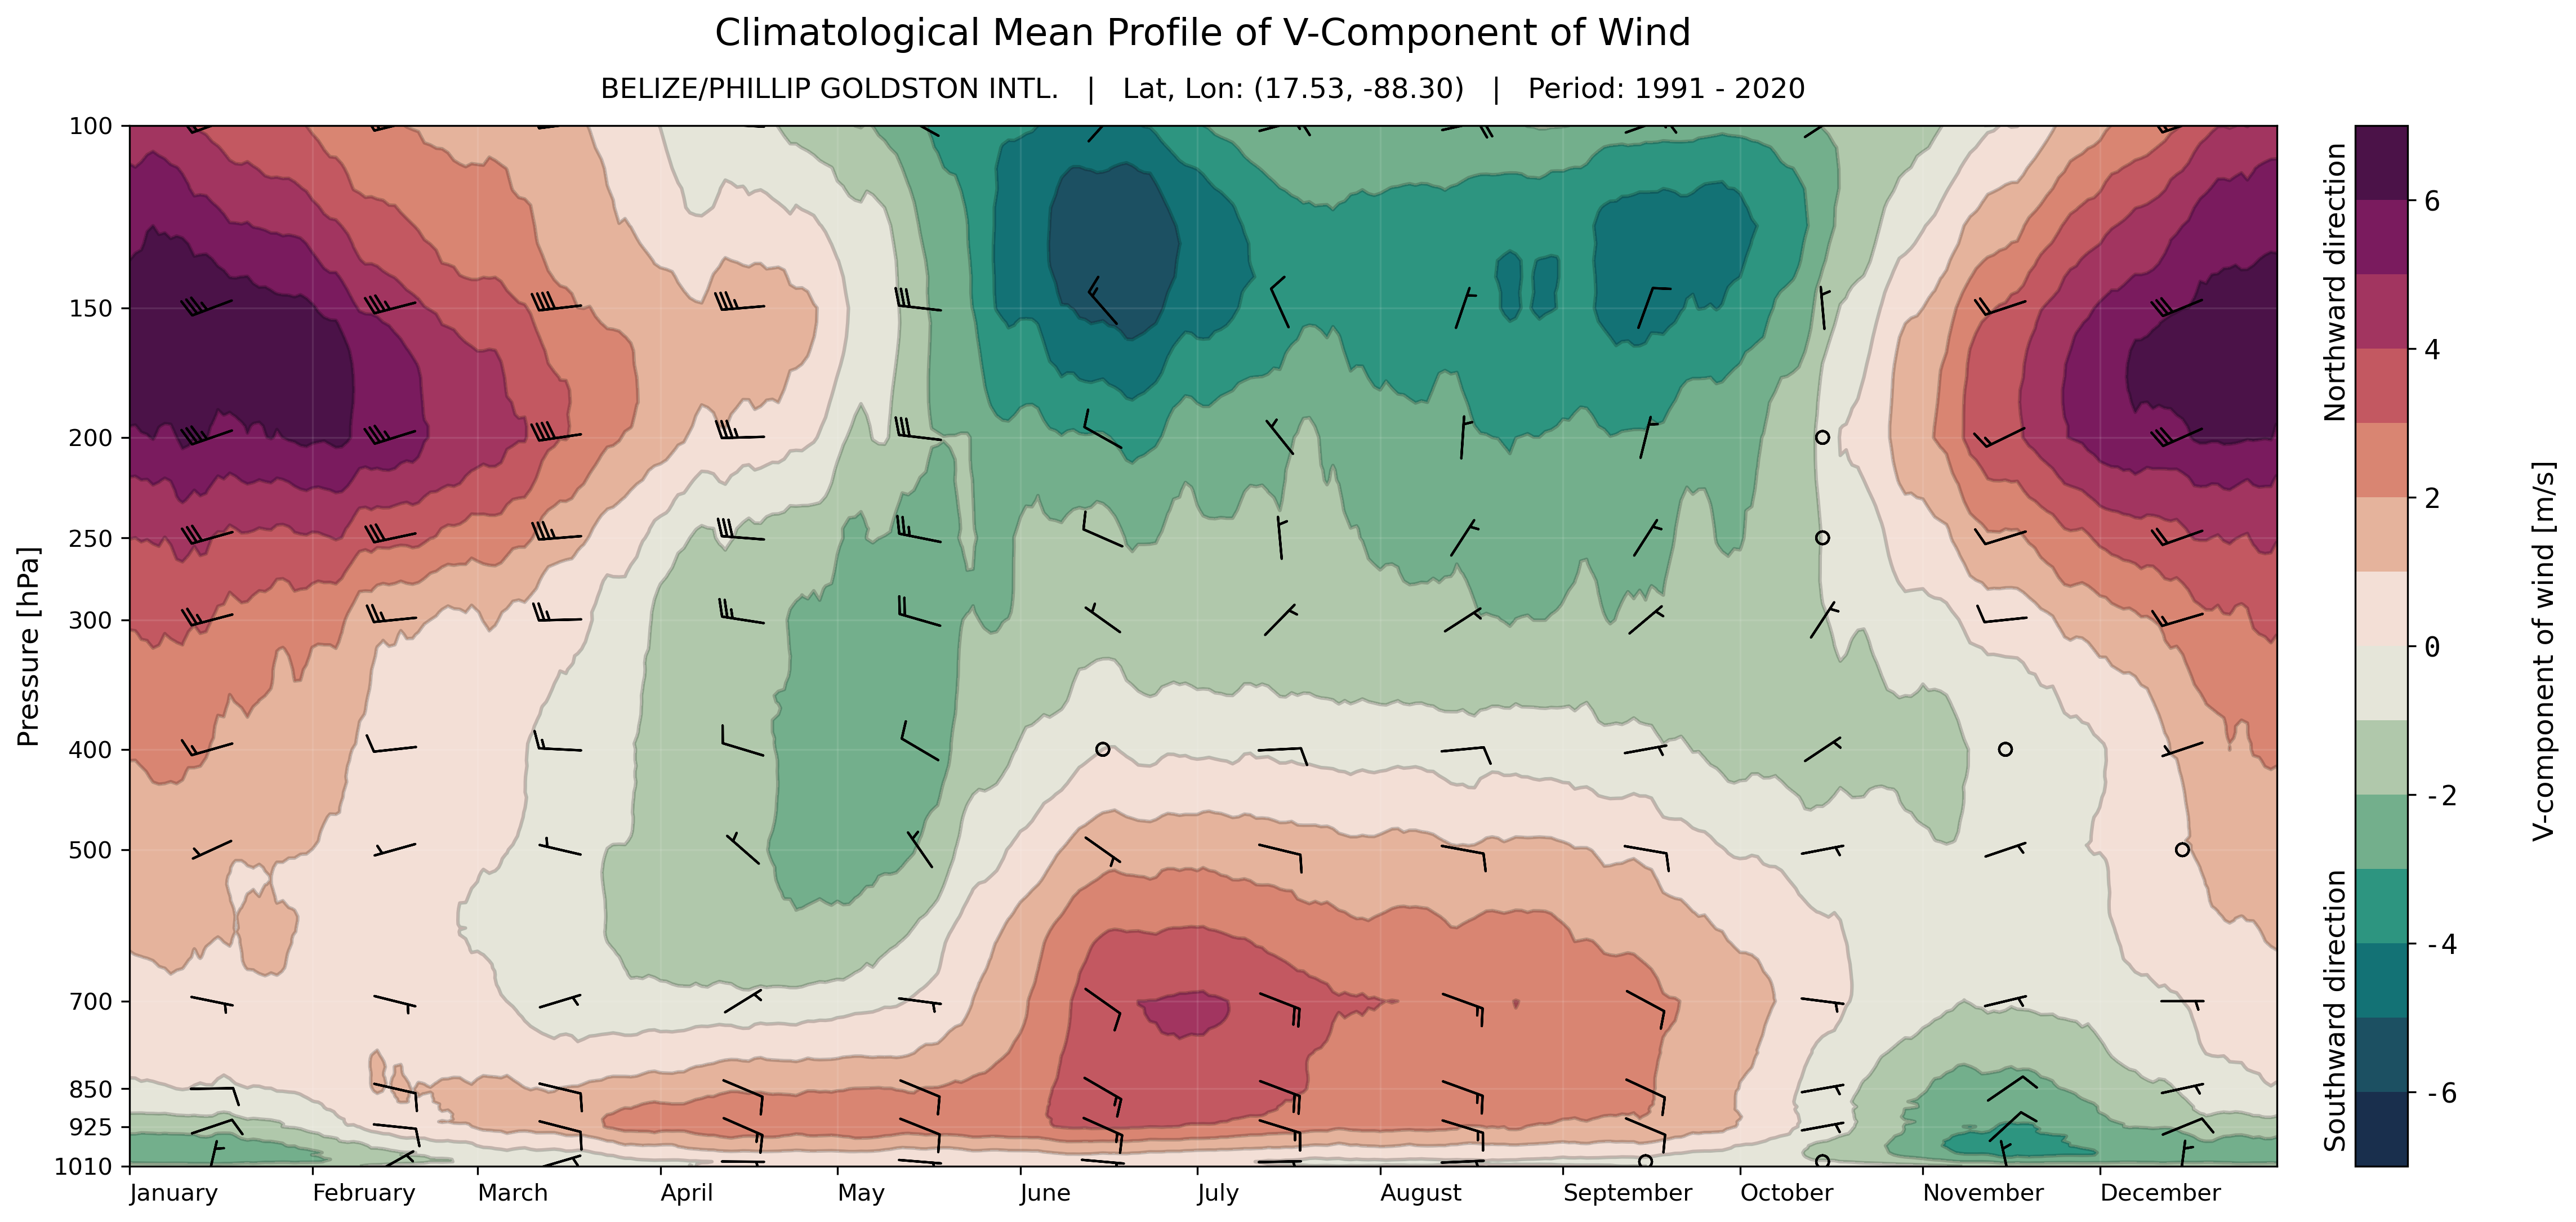 Climatological Mean Profile of V-Component of Wind
BELIZE/PHILLIP GOLDSTON INTL. | Lat, Lon: (17.53, -88.30) | Period: 1991 - 2020
Pressure [hPa]
100
150
200
250
300
400
500
700
850
925
1010
January
February
March
April
May
June
July
August
September
October
November
December
Northward direction
Southward direction
6
4
2
0
-2
-4
-6
V-component of wind [m/s]